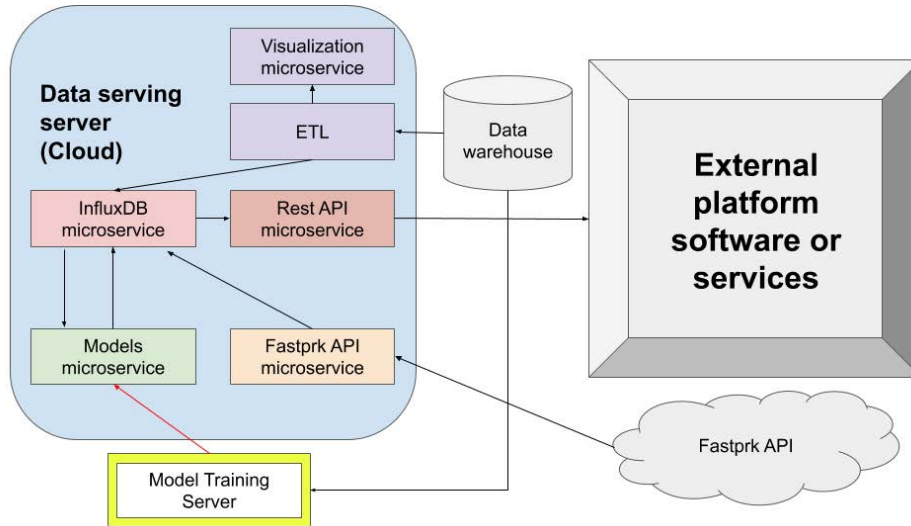 Visualization
microservice
Data serving
server
(Cloud)
ETL
Data
warehouse
External
platform
software or
services
InfluxDB
microservice
Rest API
microservice
Models
microservice
Fastprk API
microservice
Fastprk API
Model Training
Server